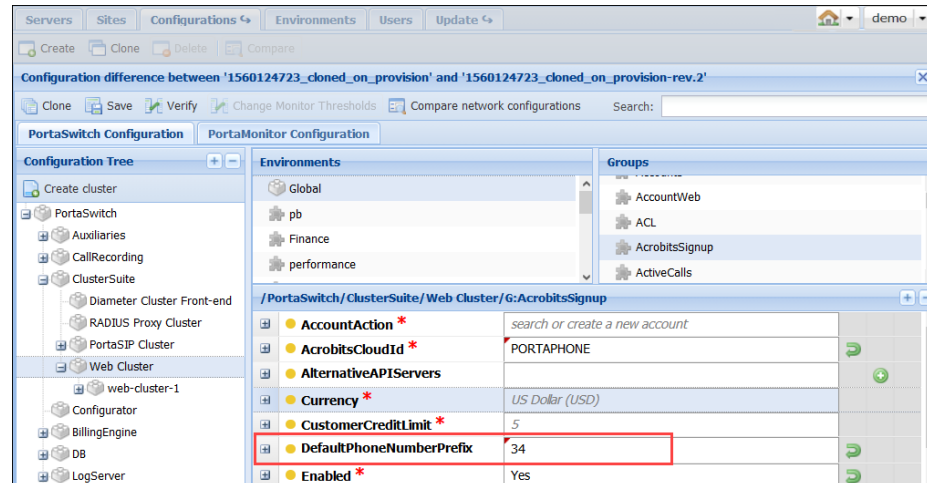 Servers Sites Configurations Environments Users Update demo
Create Clone Delete Compare
Configuration difference between '1560124723_cloned_on_provision' and '1560124723_cloned_on_provision-rev.2'
Clone Save Verify Change Monitor Thresholds Compare network configurations Search:
PortaSwitch Configuration PortaMonitor Configuration
Configuration Tree
Create cluster
PortaSwitch
Auxiliaries
CallRecording
ClusterSuite
Diameter Cluster Front-end
RADIUS Proxy Cluster
PortaSIP Cluster
Web Cluster
web-cluster-1
Configurator
BillingEngine
DB
LogServer
Environments
Global
pb
Finance
performance
Groups
AccountWeb
ACL
AcrobitsSignup
ActiveCalls
/PortaSwitch/ClusterSuite/Web Cluster/G:AcrobitsSignup
AccountAction * search or create a new account
AcrobitsCloudId * PORTAPHONE
AlternativeAPIServers
Currency * US Dollar (USD)
CustomerCreditLimit * 5
DefaultPhoneNumberPrefix 34
Enabled * Yes